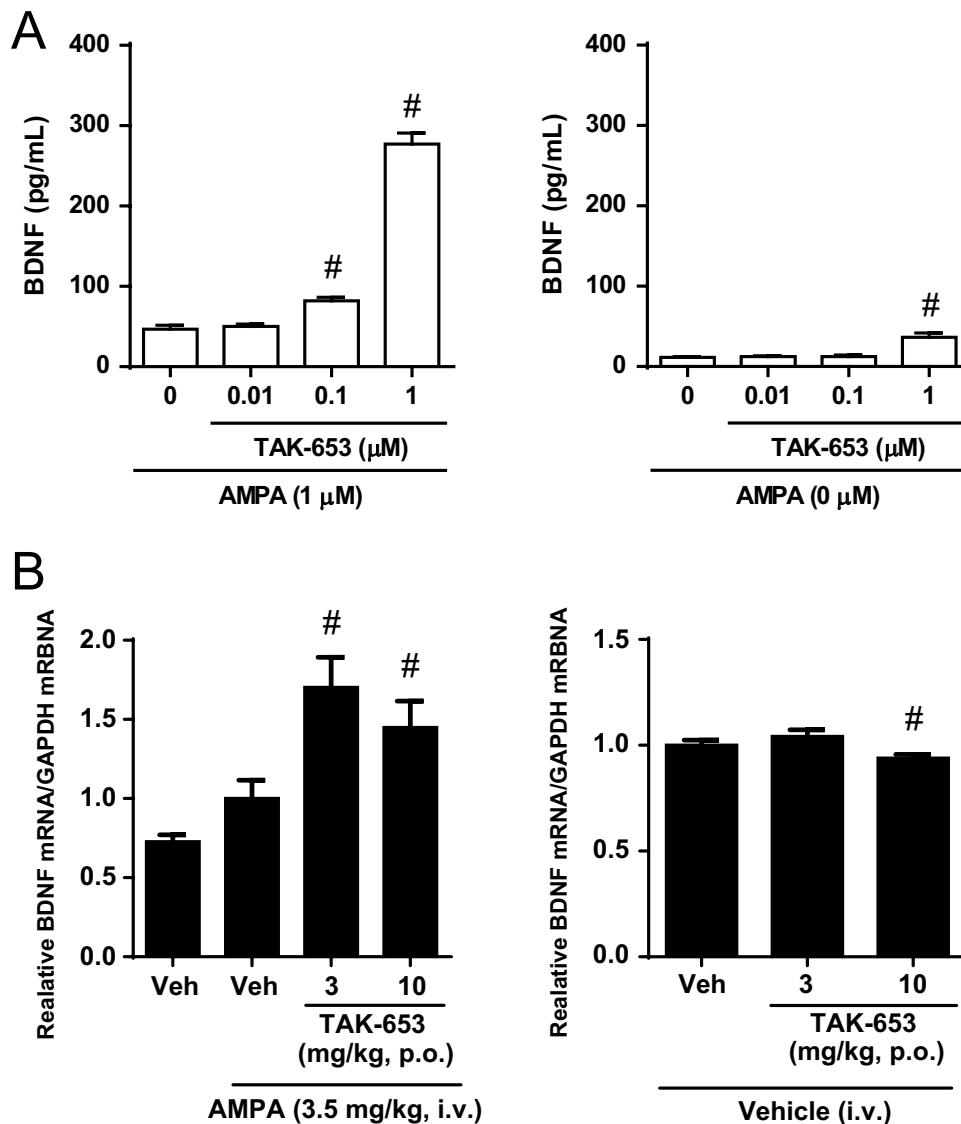 A
BDNF (pg/mL)
400
300
200
100
0
#
#
0
0.01
0.1
1
TAK-653 (μM)
AMPA (1 μM)
BDNF (pg/mL)
400
300
200
100
0
#
0
0.01
0.1
1
TAK-653 (μM)
AMPA (0 μM)
B
Realative BDNF mRNA/GAPDH mRBNA
2.0
1.5
1.0
0.5
0.0
#
#
Veh
Veh
3
10
TAK-653
(mg/kg, p.o.)
AMPA (3.5 mg/kg, i.v.)
Realative BDNF mRNA/GAPDH mRBNA
1.5
1.0
0.5
0.0
#
Veh
3
10
TAK-653
(mg/kg, p.o.)
Vehicle (i.v.)